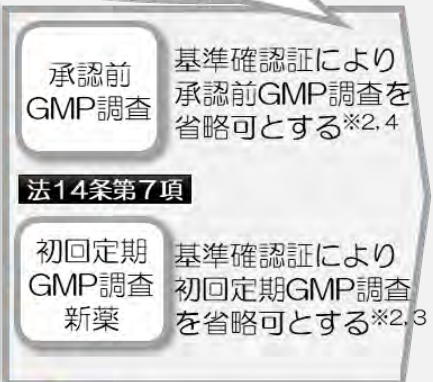 承認前
GMP調査
基準確認証により
承認前GMP調査を
省略可とする※2,4
法14条第7項
初回定期
GMP調査
新薬
基準確認証により
初回定期GMP調査
を省略可とする※2,3